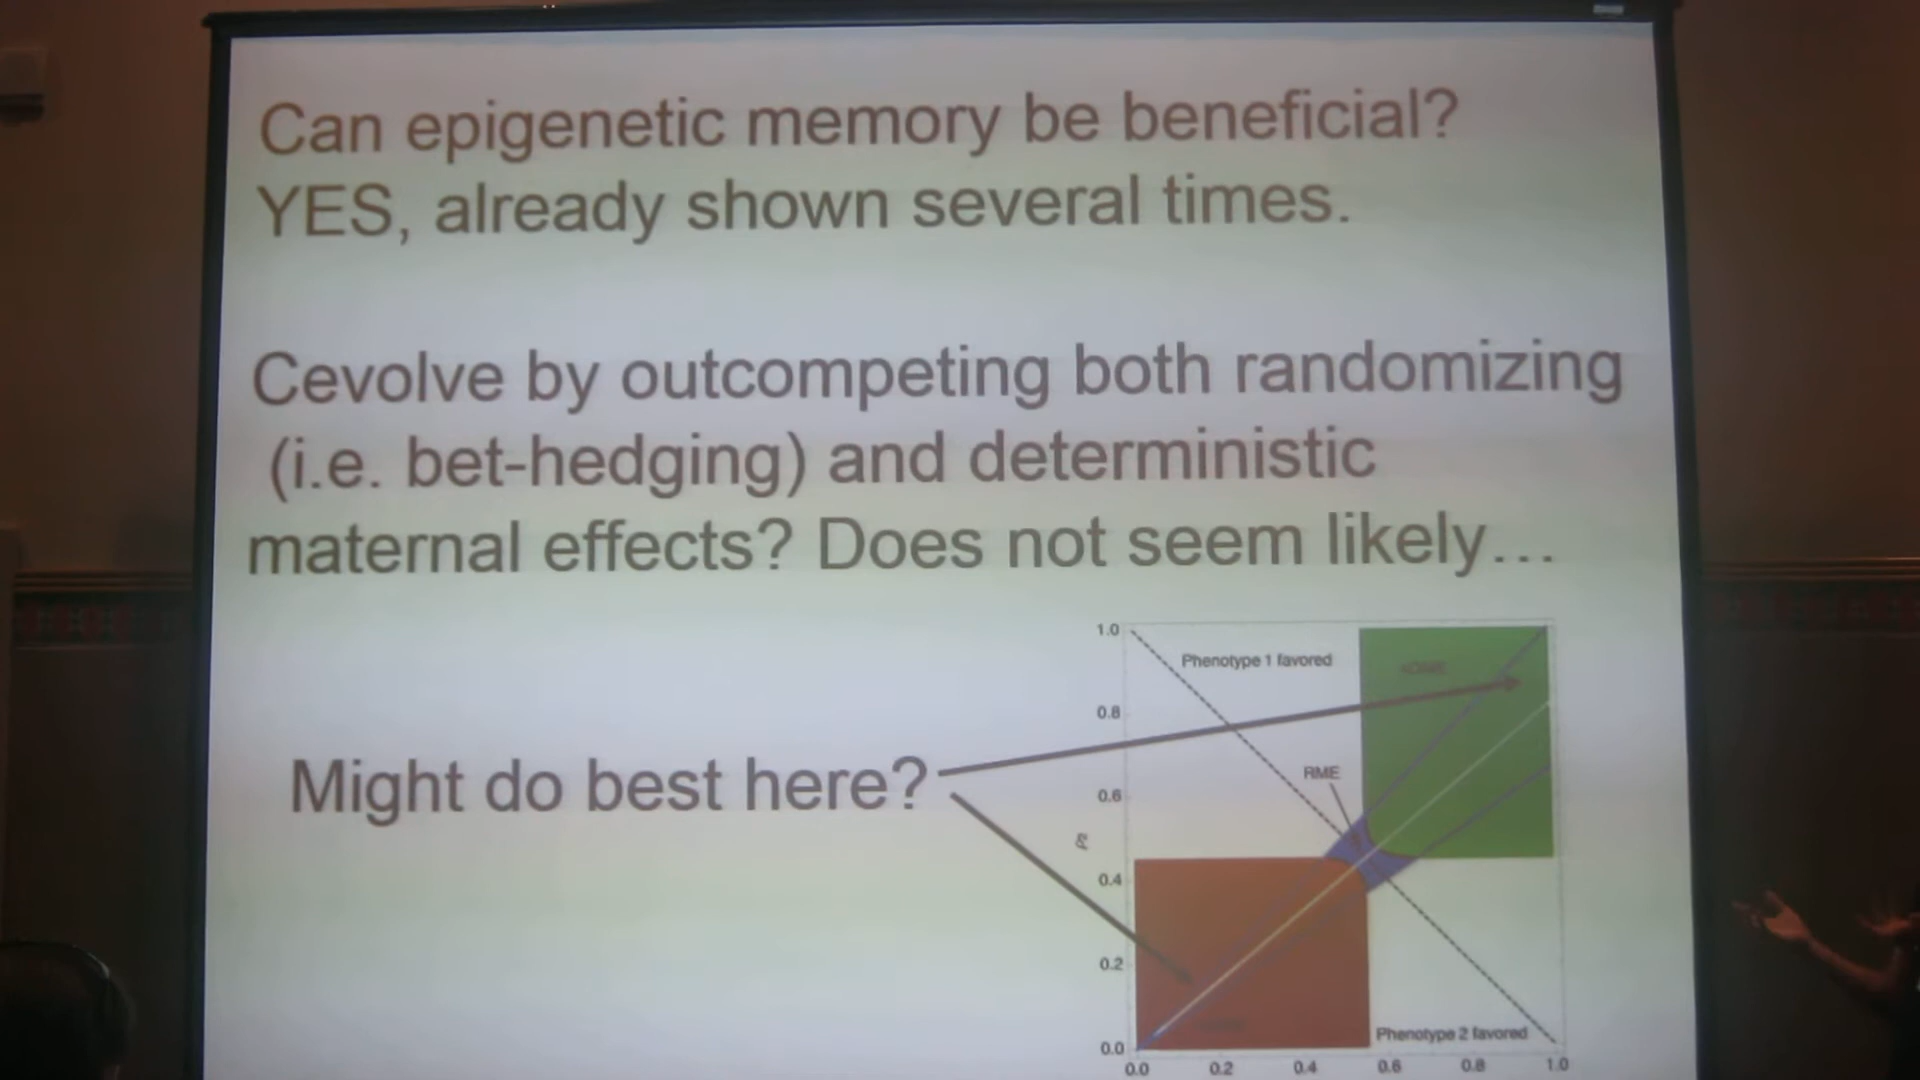 Can epigenetic memory be beneficial?
YES, already shown several times.
Cevolve by outcompeting both randomizing
(i.e. bet-hedging) and deterministic
maternal effects? Does not seem likely...
Might do best here?
1.0
Phenotype 1 favored
0.8
RME
0.6
0.4
0.2
Phenotype 2 favored
0.0
0.0 0.2 0.4 0.6 0.8 1.0